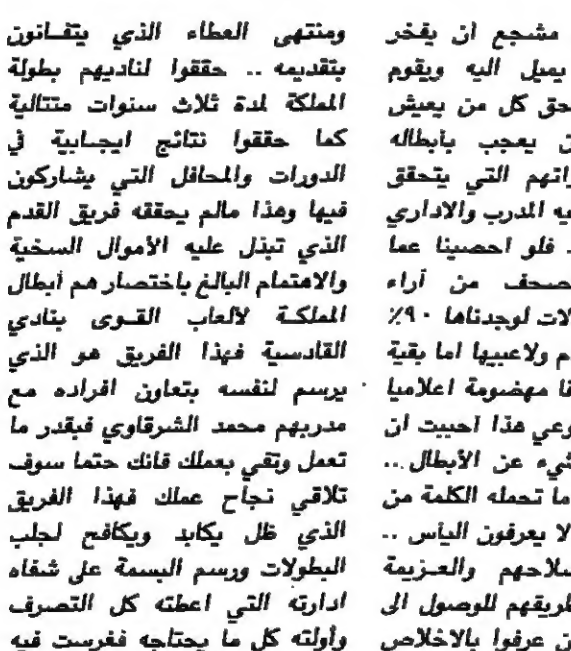 مشجع ان يفخر
يميل اليه ويقوم
حق كل من يعيش
يعجب بأبطاله
التي يتحقق
المدرب والاداري
فلو احصينا عما
من آراء
لوجدناها ٩٠٪
ولاعبيها اما بقية
مهضومة اعلاميا
هذا احببت ان
عن الأبطال ...
ما تحمله الكلمة من
لا يعرفون اليأس ..
والعزيمة
للوصول الى
عرفوا بالاخلاص
ومنتهى العطاء الذي يتفانون
بتقديمه .. حققوا لناديهم بطولة
المملكة لمدة ثلاث سنوات متتالية
كما حققوا نتائج ايجابية في
الدورات والمحافل التي يشاركون
فيها وهذا مالم يحققه فريق القدم
الذي تبذل عليه الأموال السخية
والاهتمام البالغ باختصار هم أبطال
المملكة لألعاب القوى بنادي
القادسية فهذا الفريق هو الذي
يرسم لنفسه بتعاون افراده مع
مدربهم محمد الشرقاوي فبقدر ما
تعمل وتقي بعملك فانك حتما سوف
تلاقي نجاح عملك فهذا الفريق
الذي ظل يكابد ويكافح لجلب
البطولات ورسم البسمة على شفاه
ادارته التي اعطته كل التصرف
وأولته كل ما يحتاجه فغرست فيه